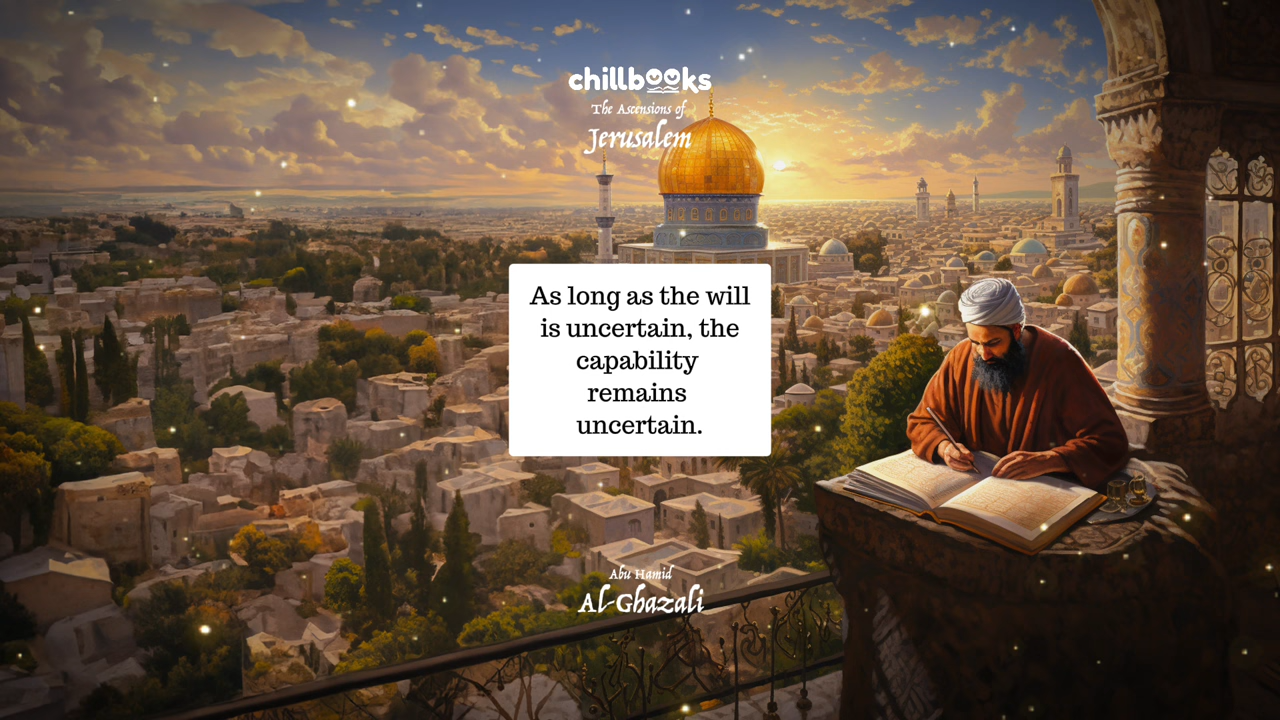 chillbooks
The Ascensions of
Jerusalem
As long as the will
is uncertain, the
capability
remains
uncertain.
Abu Hamid
Al-Ghazali